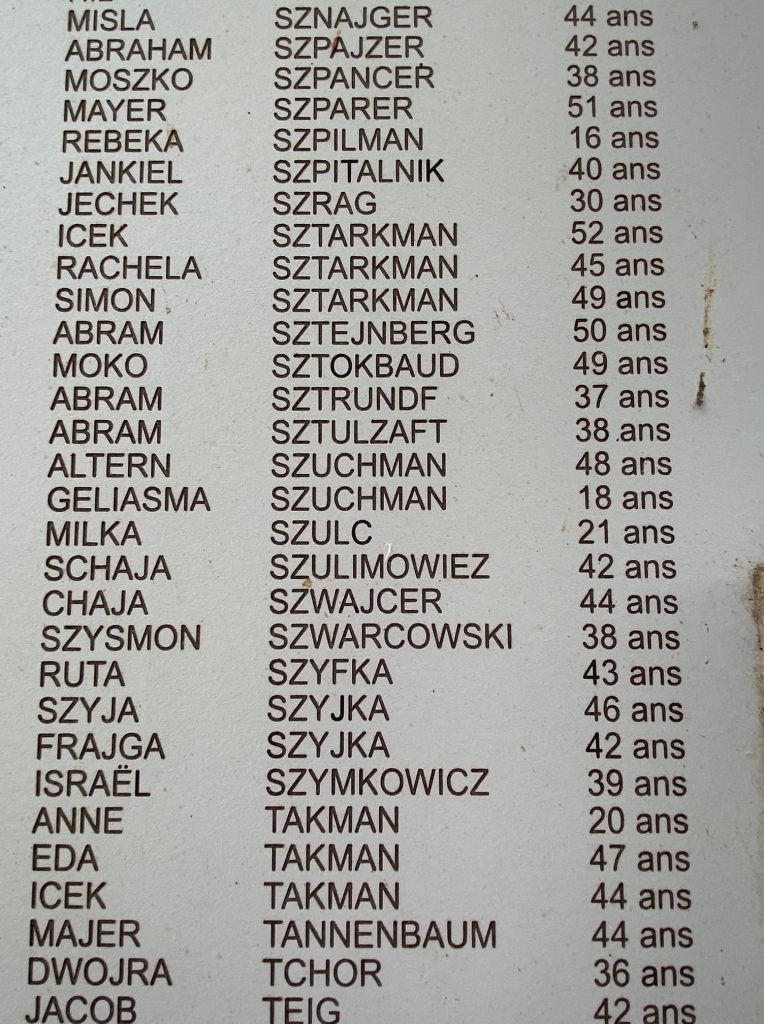 MISLA SZNAJGER 44 ans
ABRAHAM SZPAJZER 42 ans
MOSZKO SZPANCER 38 ans
MAYER SZPARER 51 ans
REBEKA SZPILMAN 16 ans
JANKIEL SZPITALNIK 40 ans
JECHEK SZRAG 30 ans
ICEK SZTARKMAN 52 ans
RACHELA SZTARKMAN 45 ans
SIMON SZTARKMAN 49 ans
ABRAM SZTEJNBERG 50 ans
MOKO SZTOKBAUD 49 ans
ABRAM SZTRUNDF 37 ans
ABRAM SZTULZAFT 38 ans
ALTERN SZUCHMAN 48 ans
GELIASMA SZUCHMAN 18 ans
MILKA SZULC 21 ans
SCHAJA SZULIMOWIEZ 42 ans
CHAJA SZWAJCER 44 ans
SZYSMON SZWARCOWSKI 38 ans
RUTA SZYFKA 43 ans
SZYJA SZYJKA 46 ans
FRAJGA SZYJKA 42 ans
ISRAËL SZYMKOWICZ 39 ans
ANNE TAKMAN 20 ans
EDA TAKMAN 47 ans
ICEK TAKMAN 44 ans
MAJER TANNENBAUM 44 ans
DWOJRA TCHOR 36 ans
JACOB TEIG 42 ans